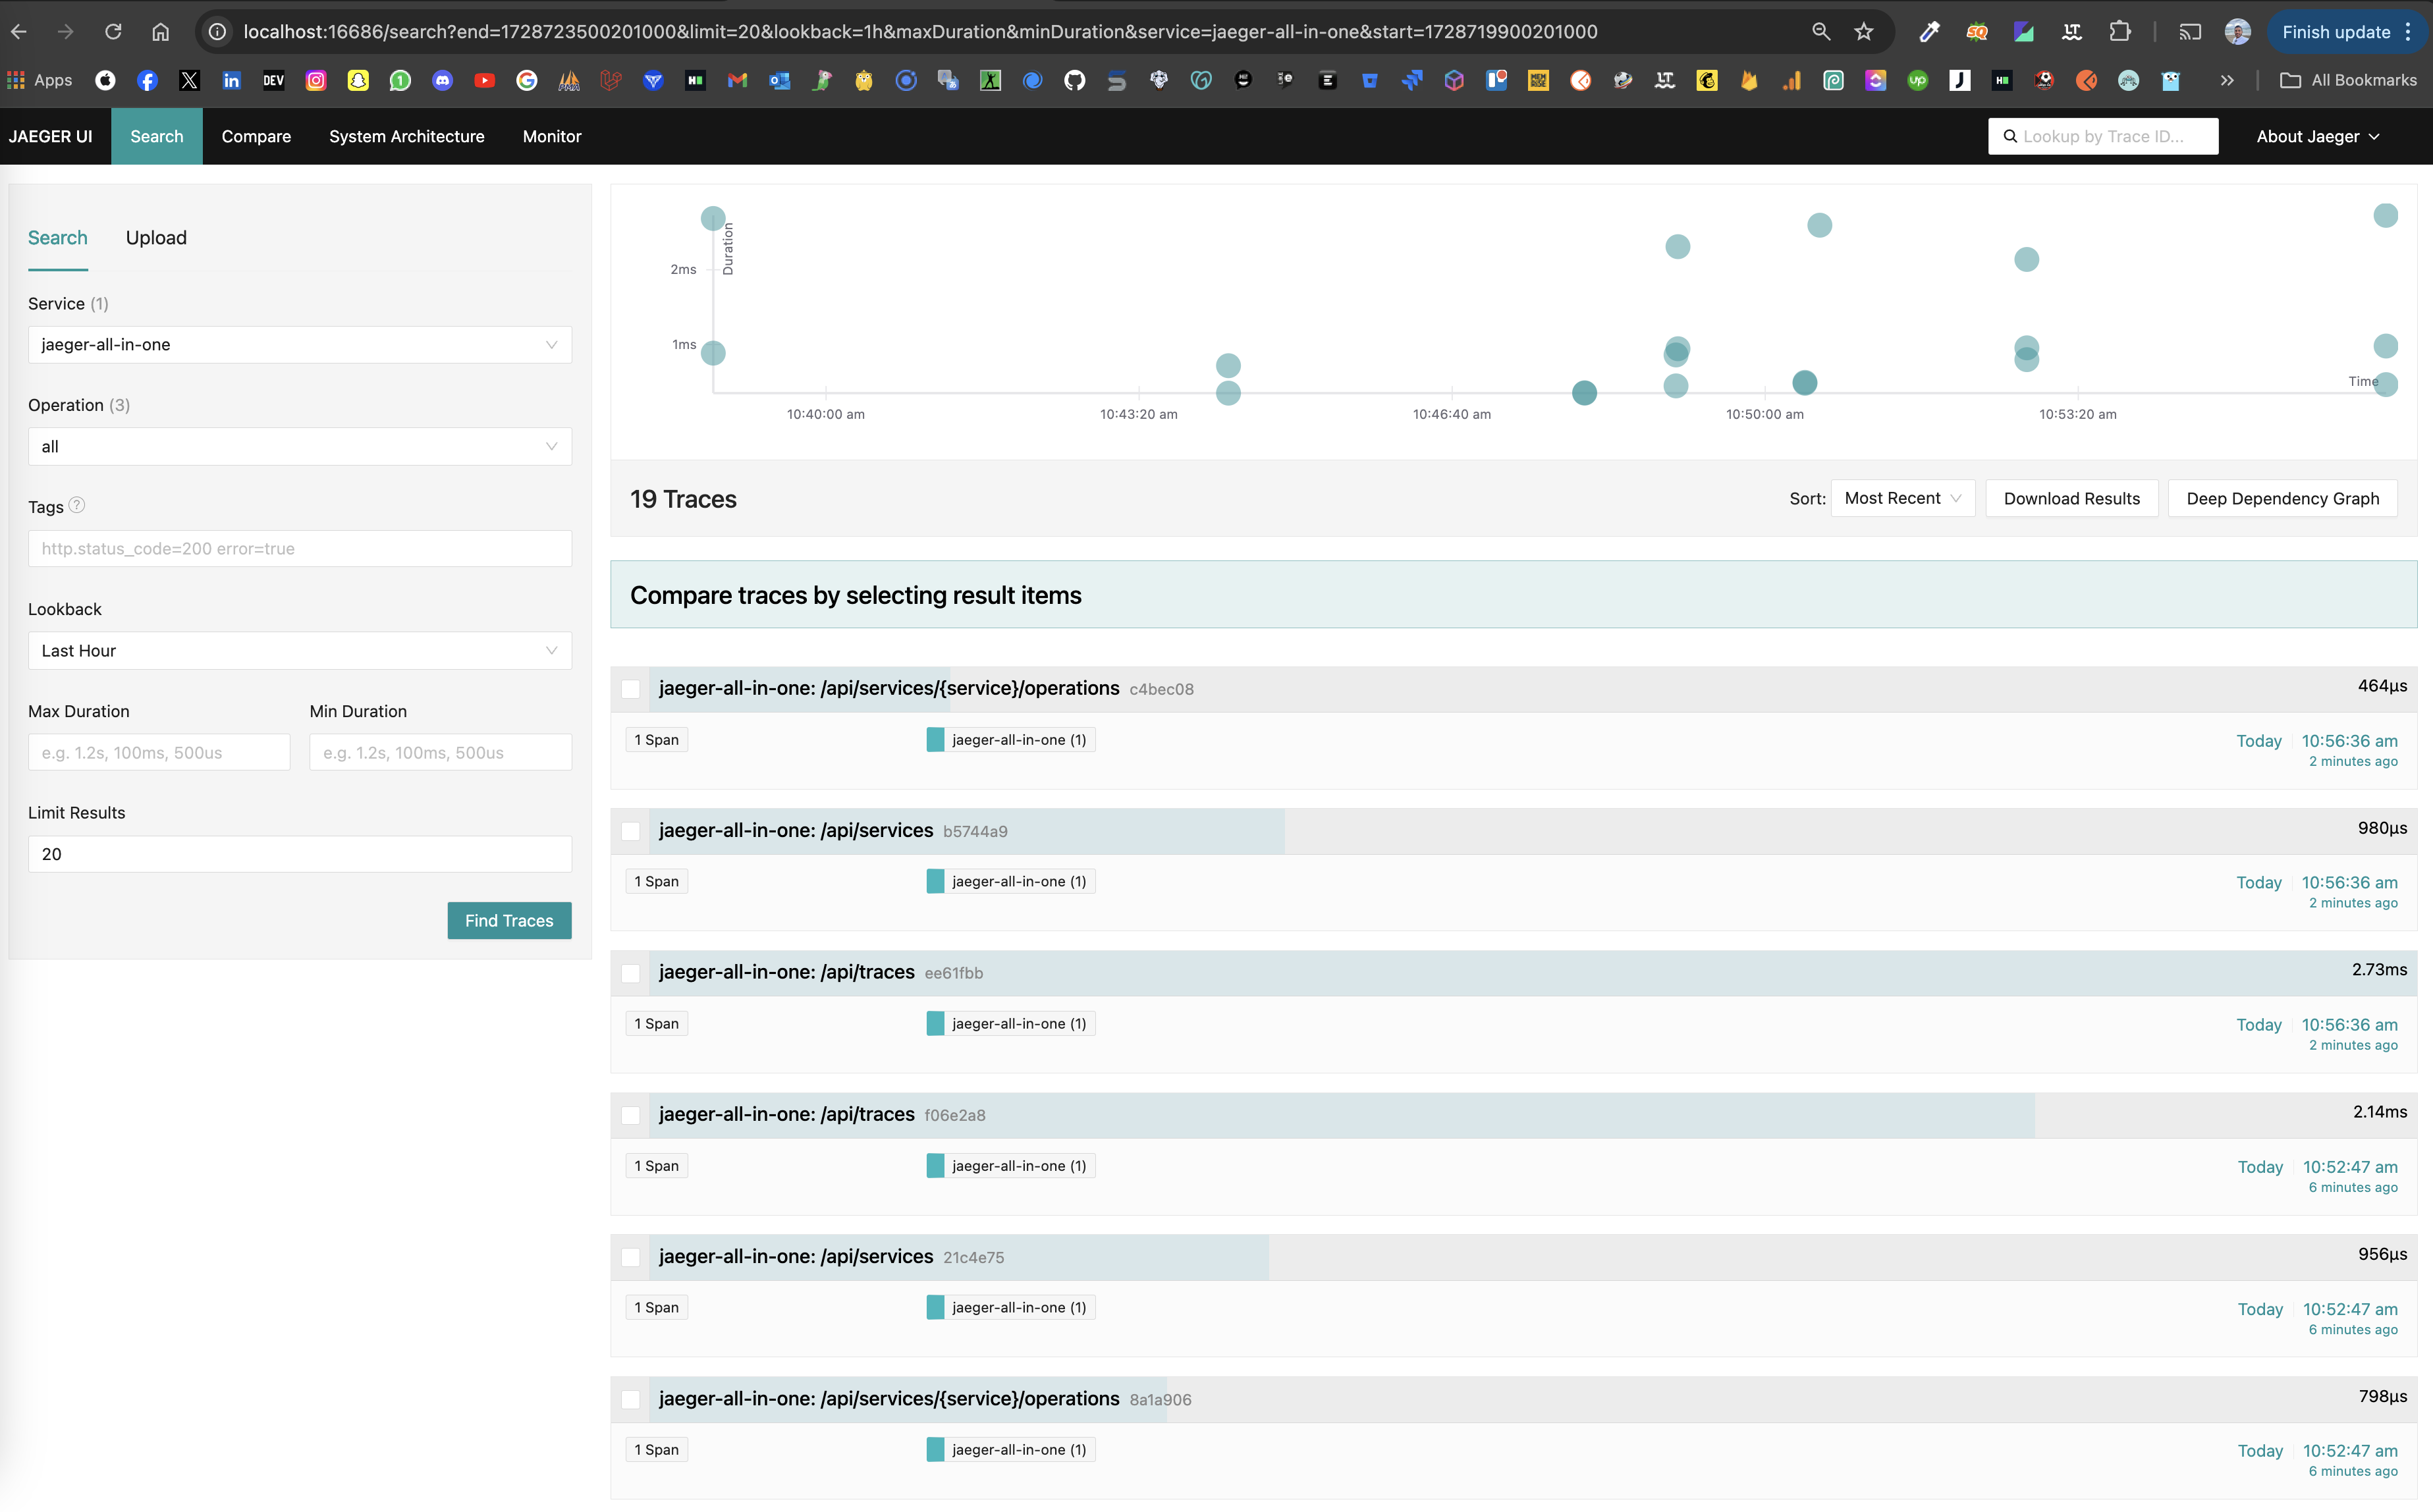 localhost:16686/search?end=1728723500201000&limit=20&lookback=1h&maxDuration&minDuration&service=jaeger-all-in-one&start=1728719900201000
Finish update
Apps
All Bookmarks
JAEGER UI
Search
Compare
System Architecture
Monitor
Lookup by Trace ID...
About Jaeger
Search
Upload
Service (1)
jaeger-all-in-one
Operation (3)
all
Tags
http.status_code=200 error=true
Lookback
Last Hour
Max Duration
Min Duration
e.g. 1.2s, 100ms, 500us
e.g. 1.2s, 100ms, 500us
Limit Results
20
Find Traces
Duration
2ms
1ms
Time
10:40:00 am
10:43:20 am
10:46:40 am
10:50:00 am
10:53:20 am
19 Traces
Sort:
Most Recent
Download Results
Deep Dependency Graph
Compare traces by selecting result items
jaeger-all-in-one: /api/services/{service}/operations c4bec08
464µs
1 Span
jaeger-all-in-one (1)
Today 10:56:36 am
2 minutes ago
jaeger-all-in-one: /api/services b5744a9
980µs
1 Span
jaeger-all-in-one (1)
Today 10:56:36 am
2 minutes ago
jaeger-all-in-one: /api/traces ee61fbb
2.73ms
1 Span
jaeger-all-in-one (1)
Today 10:56:36 am
2 minutes ago
jaeger-all-in-one: /api/traces f06e2a8
2.14ms
1 Span
jaeger-all-in-one (1)
Today 10:52:47 am
6 minutes ago
jaeger-all-in-one: /api/services 21c4e75
956µs
1 Span
jaeger-all-in-one (1)
Today 10:52:47 am
6 minutes ago
jaeger-all-in-one: /api/services/{service}/operations 8a1a906
798µs
1 Span
jaeger-all-in-one (1)
Today 10:52:47 am
6 minutes ago